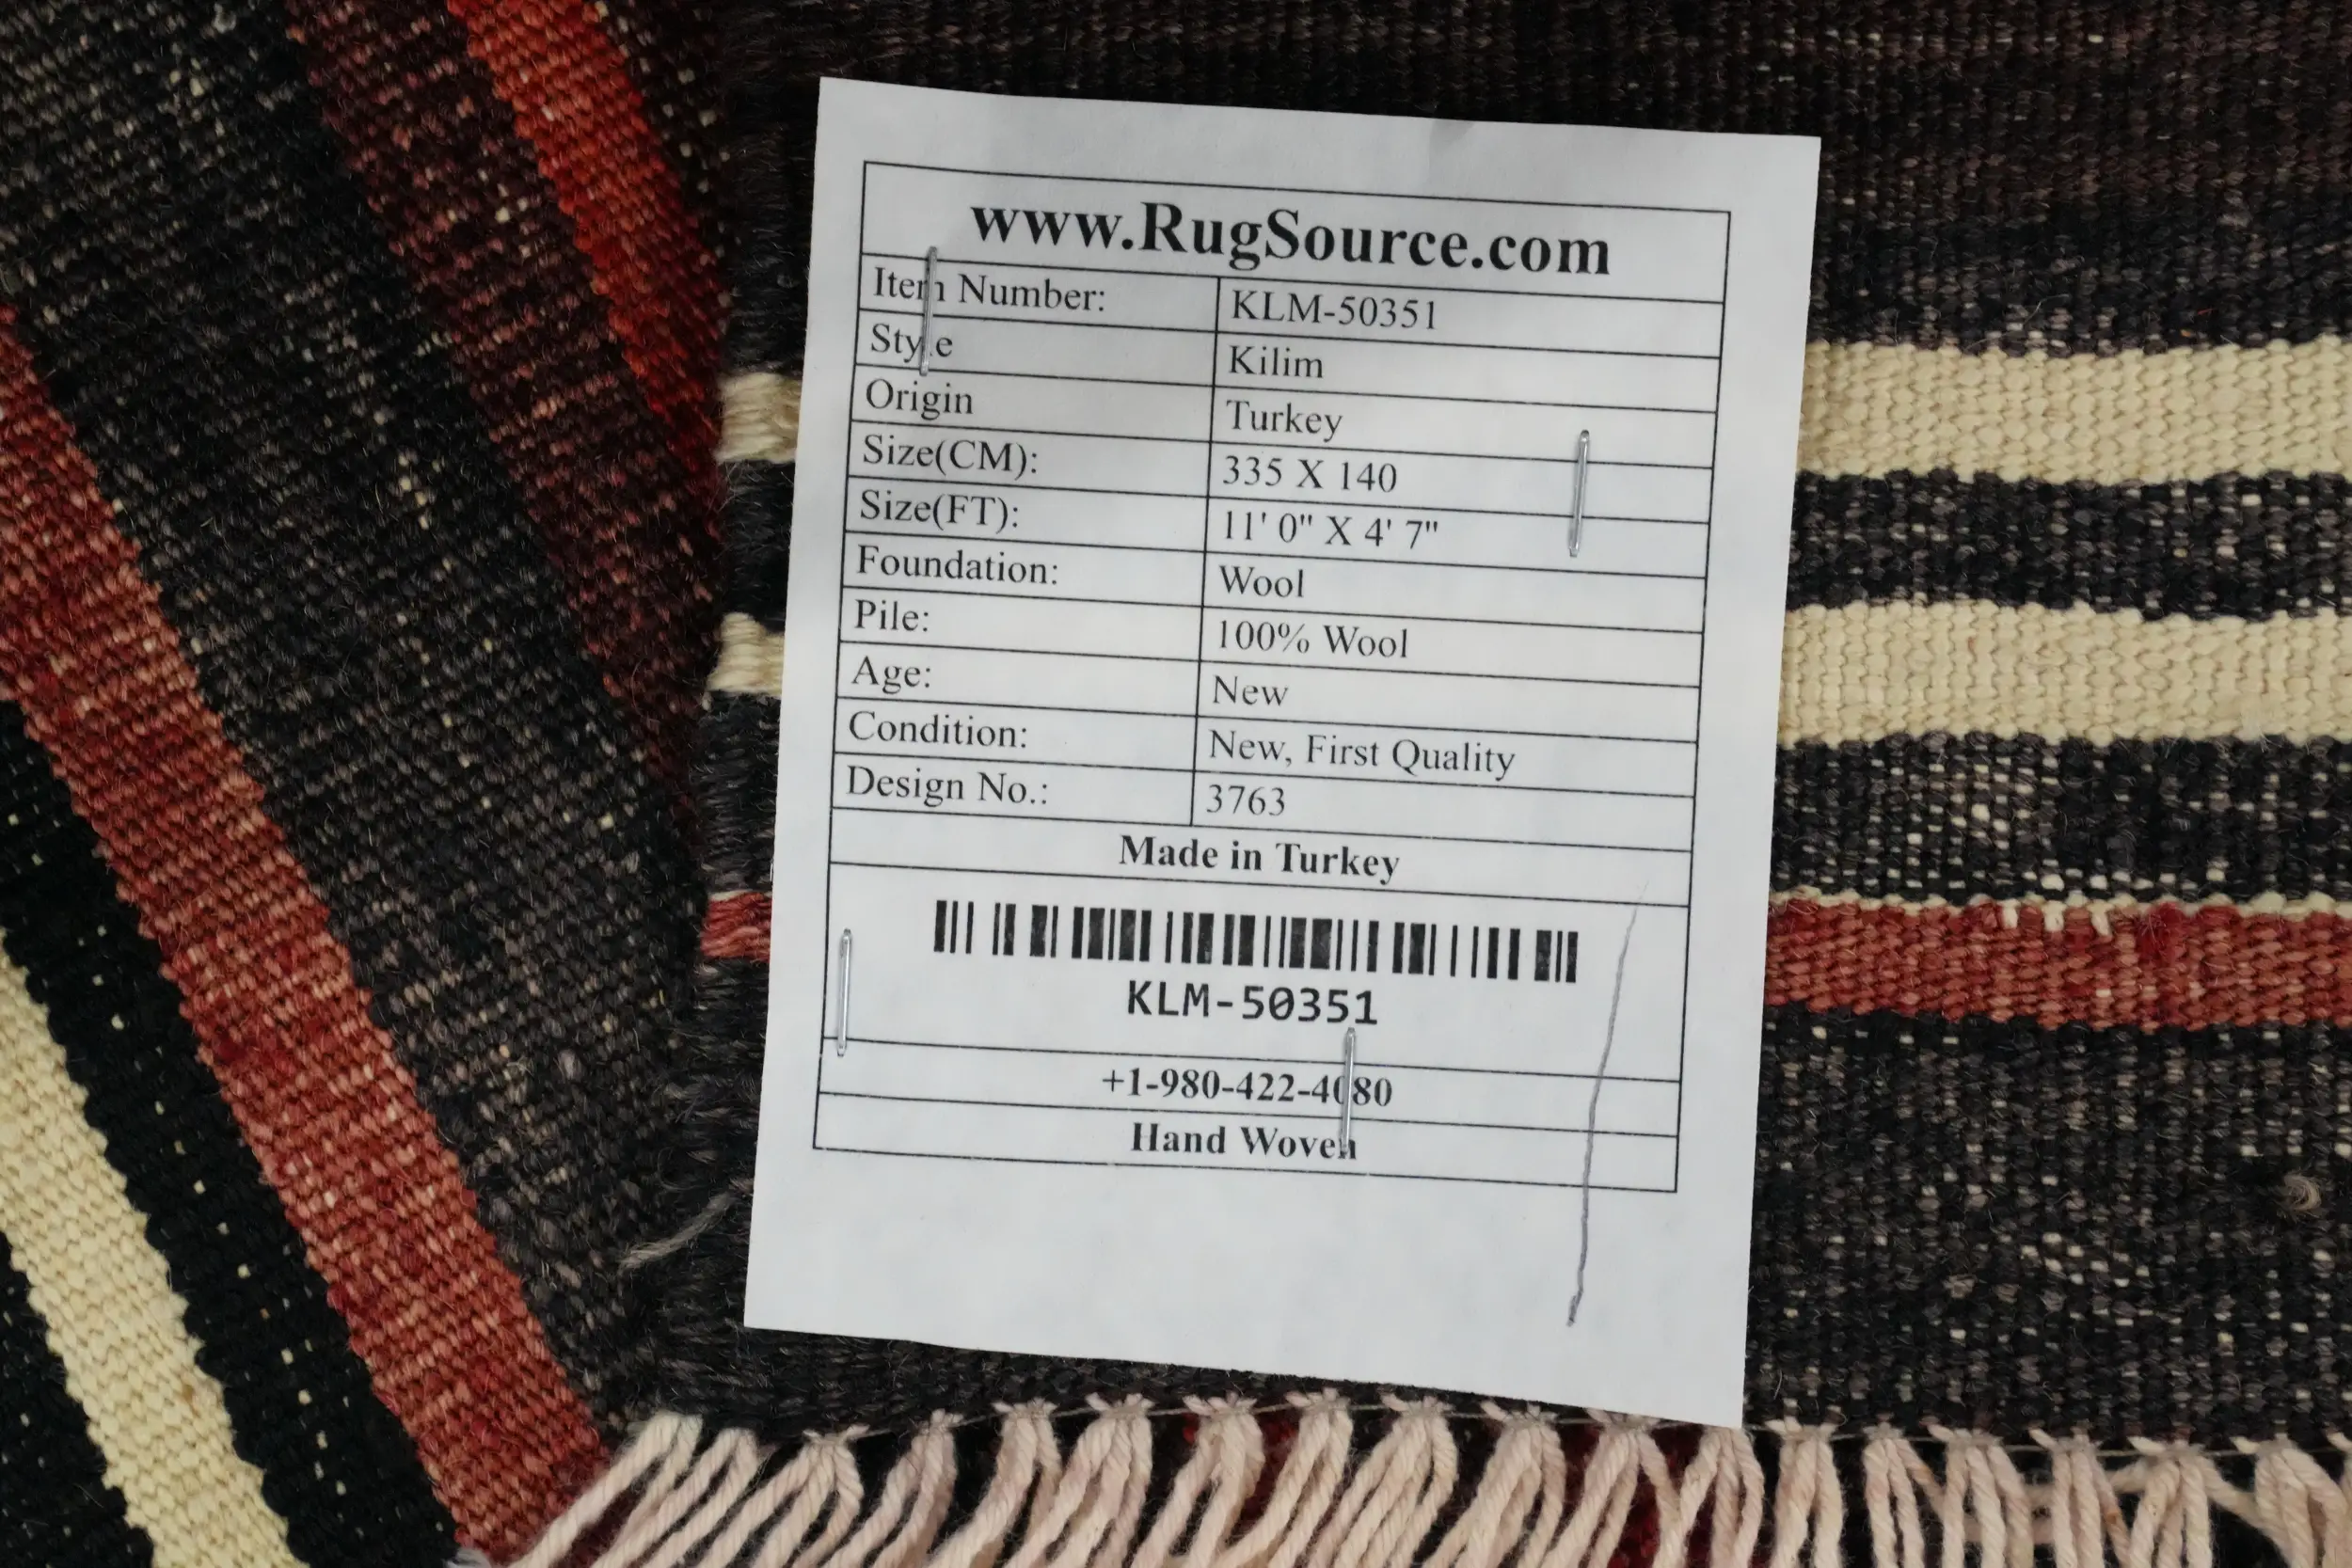 www.RugSource.com
Item Number: KLM-50351
Style Kilim
Origin Turkey
Size(CM): 335 X 140
Size(FT): 11' 0" X 4' 7"
Foundation: Wool
Pile: 100% Wool
Age: New
Condition: New, First Quality
Design No.: 3763
Made in Turkey
KLM-50351
+1-980-422-4080
Hand Woven